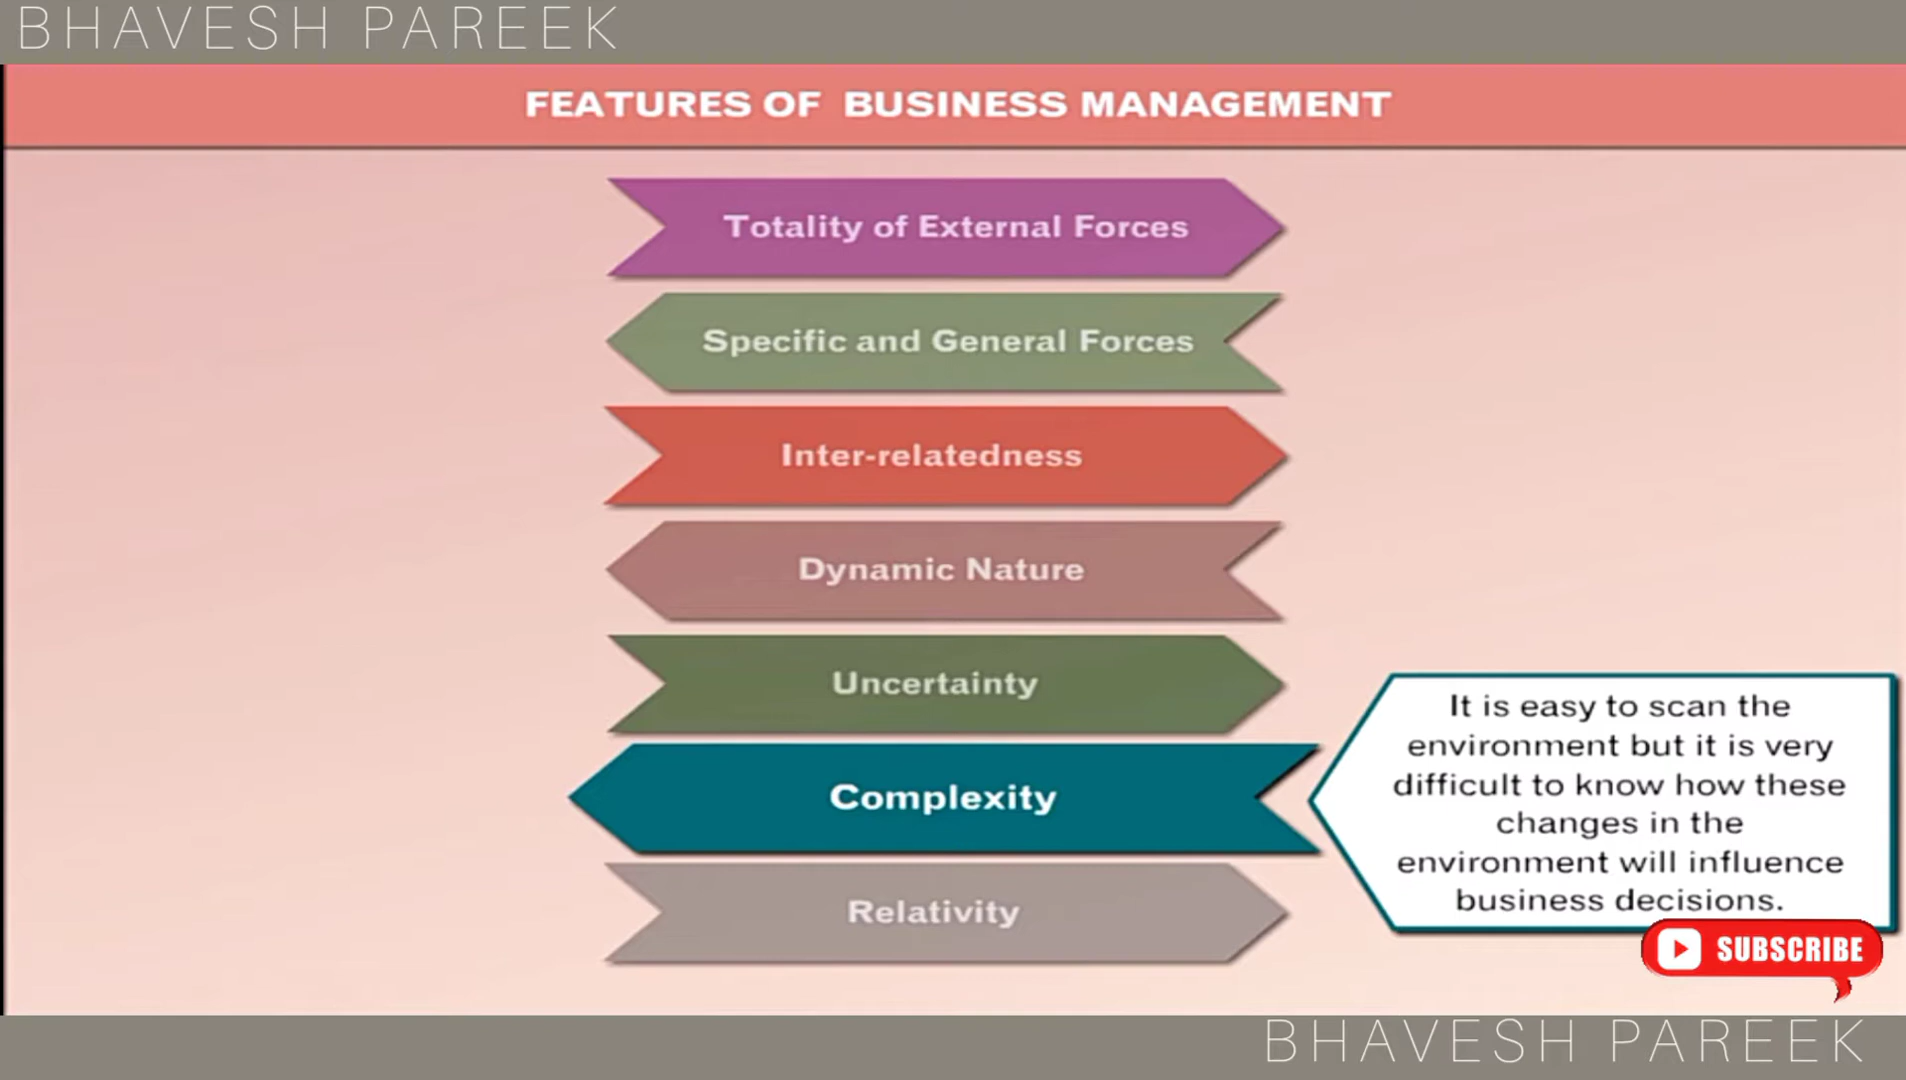 BHAVESH PAREEK
FEATURES OF BUSINESS MANAGEMENT
Totality of External Forces
Specific and General Forces
Inter-relatedness
Dynamic Nature
Uncertainty
Complexity
Relativity
It is easy to scan the
environment but it is very
difficult to know how these
changes in the
environment will influence
business decisions.
SUBSCRIBE
BHAVESH PAREEK